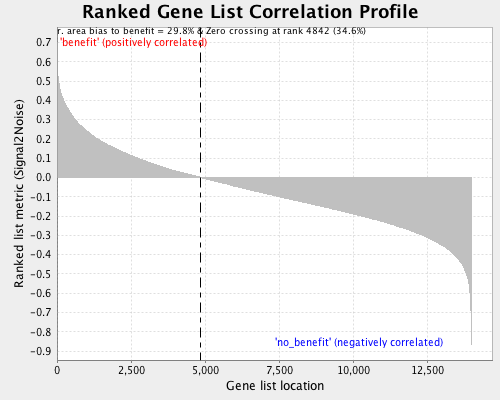 Ranked Gene List Correlation Profile
r. area bias to benefit = 29.8% & Zero crossing at rank 4842 (34.6%)
'benefit' (positively correlated)
0.7
0.6
0.5
0.4
0.3
0.2
0.1
0.0
-0.1
-0.2
-0.3
-0.4
-0.5
-0.6
-0.7
-0.8
-0.9
Ranked list metric (Signal2Noise)
'no_benefit' (negatively correlated)
0 2,500 5,000 7,500 10,000 12,500
Gene list location